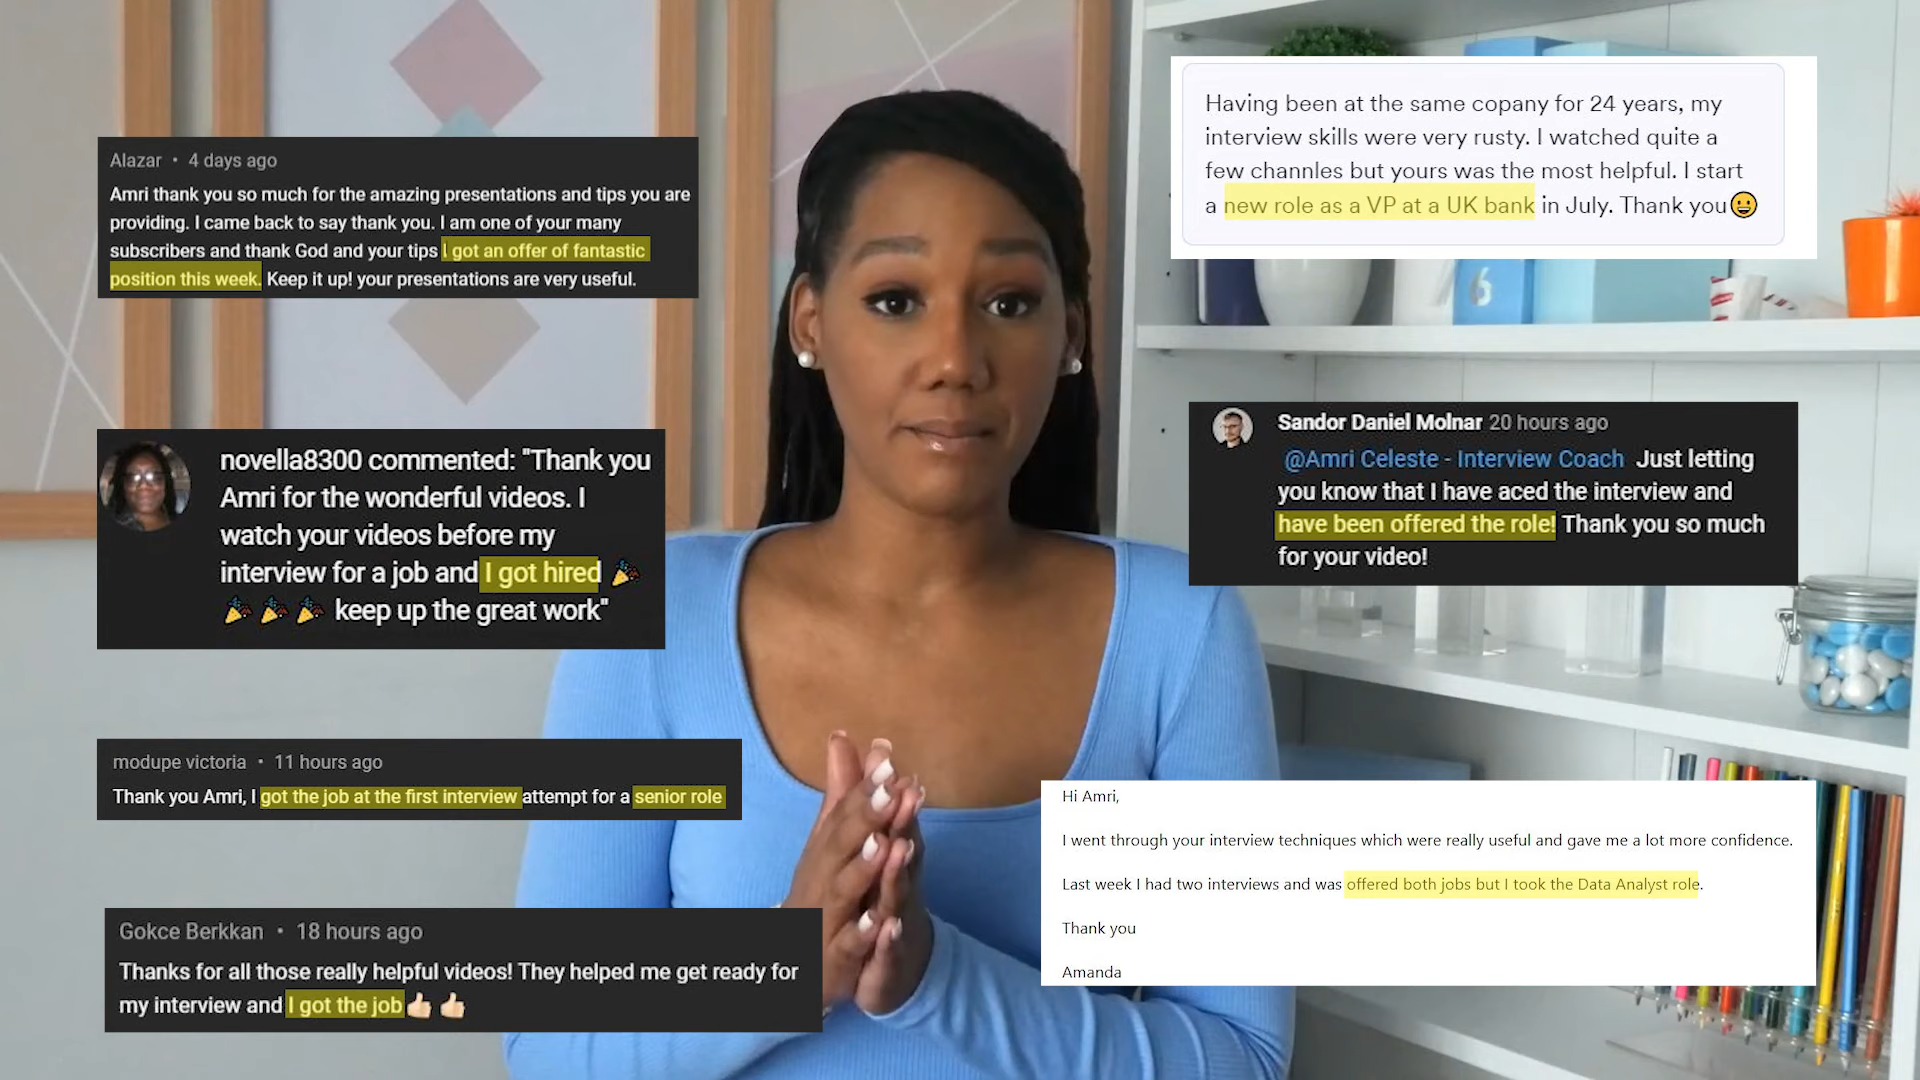 Alazar • 4 days ago
Amri thank you so much for the amazing presentations and tips you are
providing. I came back to say thank you. I am one of your many
subscribers and thank God and your tips I got an offer of fantastic
position this week. Keep it up! your presentations are very useful.
novella8300 commented: "Thank you
Amri for the wonderful videos. I
watch your videos before my
interview for a job and I got hired 🎉
🎉 🎉 🎉 keep up the great work"
modupe victoria • 11 hours ago
Thank you Amri, I got the job at the first interview attempt for a senior role
Gokce Berkkan • 18 hours ago
Thanks for all those really helpful videos! They helped me get ready for
my interview and I got the job👍🏻👍🏻
Having been at the same copany for 24 years, my
interview skills were very rusty. I watched quite a
few channles but yours was the most helpful. I start
a new role as a VP at a UK bank in July. Thank you😀
6
Sandor Daniel Molnar 20 hours ago
@Amri Celeste - Interview Coach Just letting
you know that I have aced the interview and
have been offered the role! Thank you so much
for your video!
Hi Amri,
I went through your interview techniques which were really useful and gave me a lot more confidence.
Last week I had two interviews and was offered both jobs but I took the Data Analyst role.
Thank you
Amanda